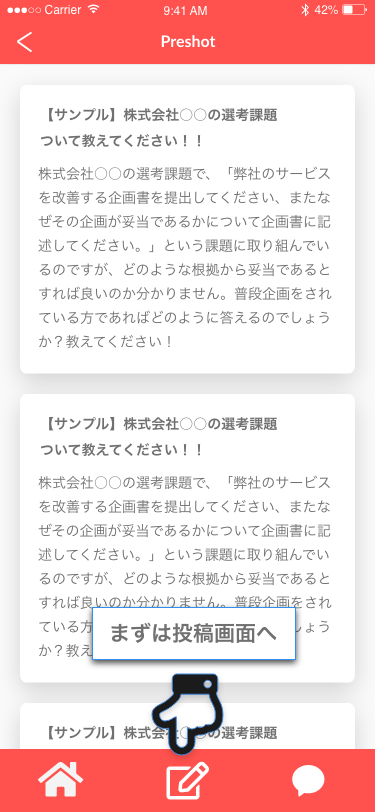 Carrier 9:41 AM 42%
Preshot
【サンプル】株式会社○○の選考課題
ついて教えてください！！
株式会社○○の選考課題で、「弊社のサービス
を改善する企画書を提出してください、またな
ぜその企画が妥当であるかについて企画書に記
述してください。」という課題に取り組んでい
るのですが、どのような根拠から妥当であると
すれば良いのか分かりません。普段企画をされ
ている方であればどのように答えるのでしょう
か？教えてください！
【サンプル】株式会社○○の選考課題
ついて教えてください！！
株式会社○○の選考課題で、「弊社のサービス
を改善する企画書を提出してください、またな
ぜその企画が妥当であるかについて企画書に記
述してください。」という課題に取り組んでい
るのですが、どのような根拠から妥当であると
すれば良いのか分かりません。普段企画をされ
ている方 しょう
まずは投稿画面へ
か？教え
【サンプル】株式会社○○の選考課題